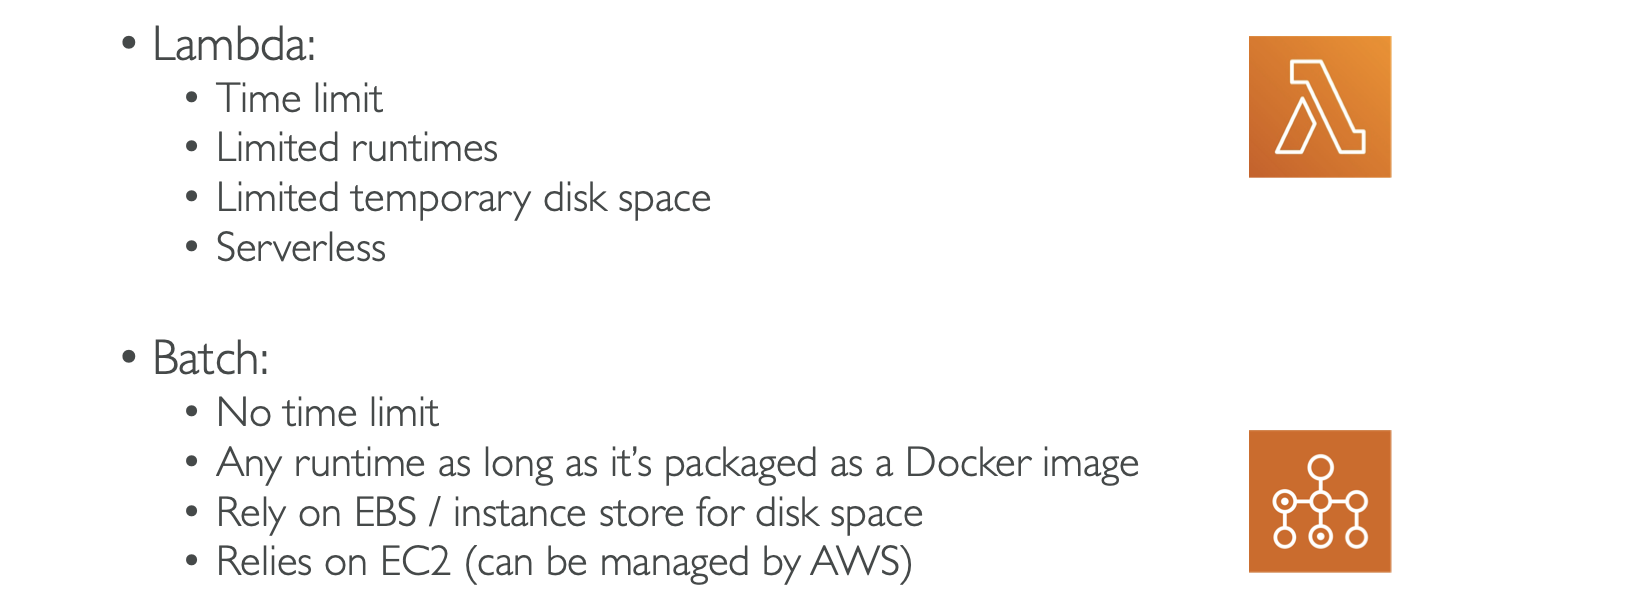 • Lambda:
• Time limit
• Limited runtimes
• Limited temporary disk space
• Serverless
• Batch:
• No time limit
• Any runtime as long as it’s packaged as a Docker image
• Rely on EBS / instance store for disk space
• Relies on EC2 (can be managed by AWS)